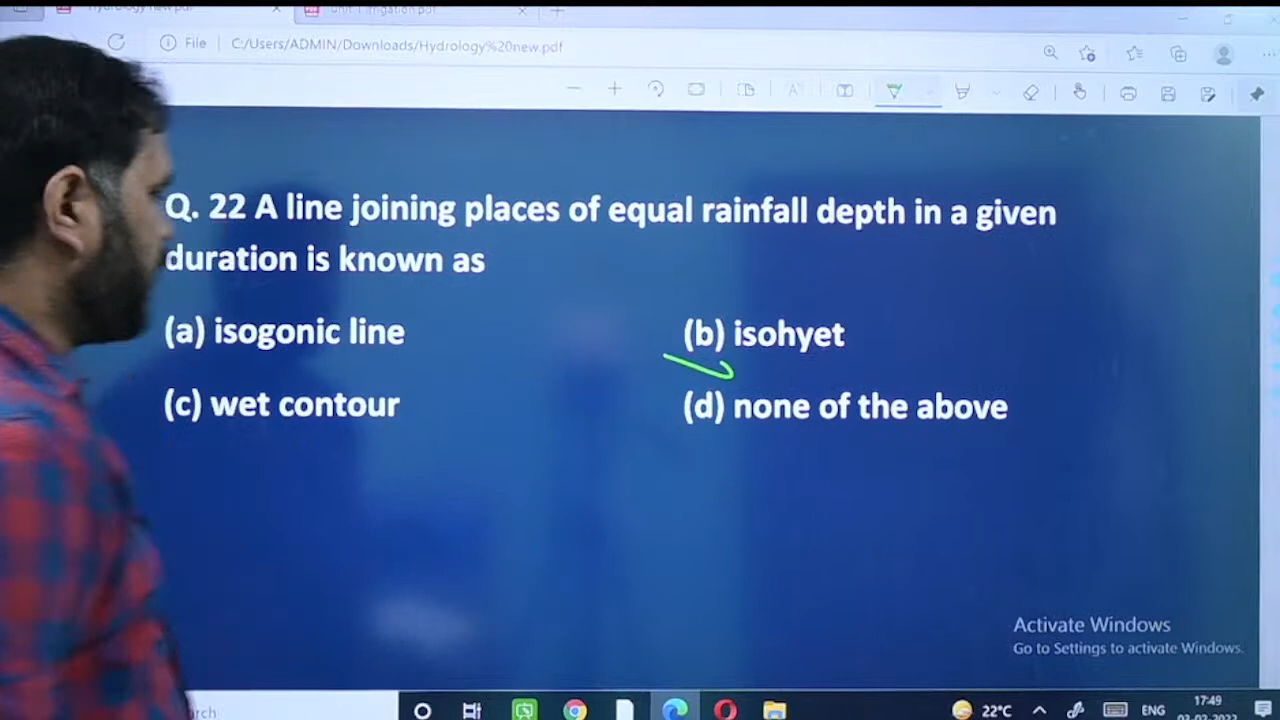 File
C:/Users/ADMIN/Downloads/Hydrology%20new.pdf
Q. 22 A line joining places of equal rainfall depth in a given
duration is known as
(a) isogonic line
(b) isohyet
(c) wet contour
(d) none of the above
Activate Windows
Go to Settings to activate Windows.
22°C
ENG
17:49